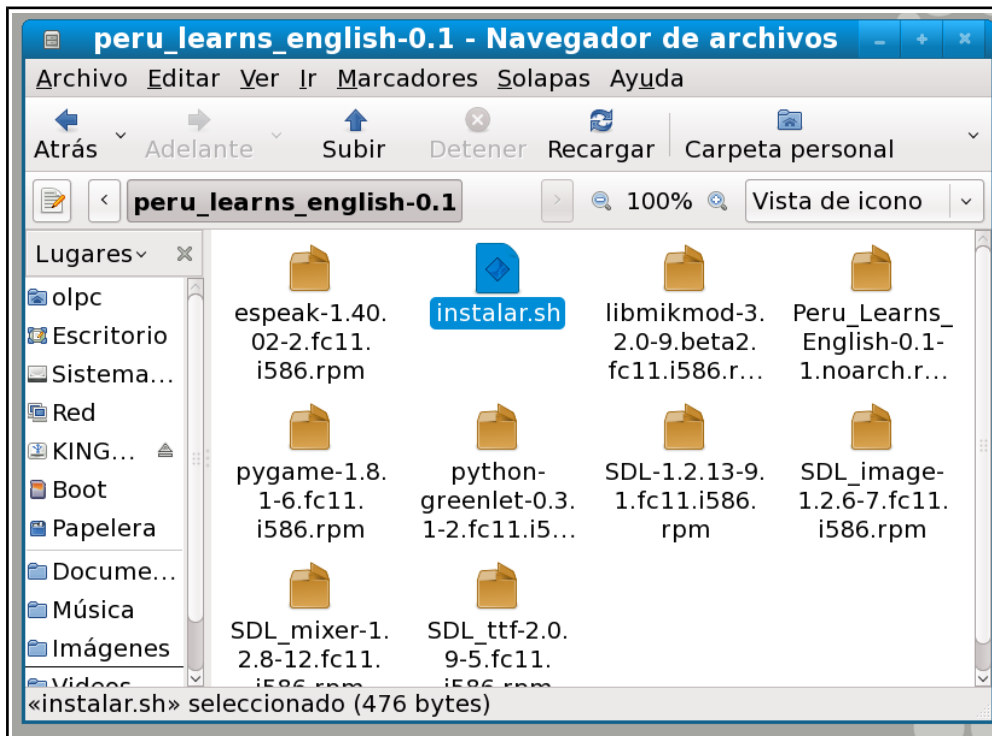 peru_learns_english-0.1 - Navegador de archivos
Archivo Editar Ver Ir Marcadores Solapas Ayuda
Atrás Adelante Subir Detener Recargar Carpeta personal
peru_learns_english-0.1 100% Vista de icono
Lugares
olpc
Escritorio
Sistema...
Red
KING...
Boot
Papelera
Docume...
Música
Imágenes
Videos
espeak-1.40.
02-2.fc11.
i586.rpm
instalar.sh
libmikmod-3.
2.0-9.beta2.
fc11.i586.r...
Peru_Learns_
English-0.1-
1.noarch.r...
pygame-1.8.
1-6.fc11.
i586.rpm
python-
greenlet-0.3.
1-2.fc11.i5...
SDL-1.2.13-9.
1.fc11.i586.
rpm
SDL_image-
1.2.6-7.fc11.
i586.rpm
SDL_mixer-1.
2.8-12.fc11.
i586.rpm
SDL_ttf-2.0.
9-5.fc11.
i586.rpm
«instalar.sh» seleccionado (476 bytes)